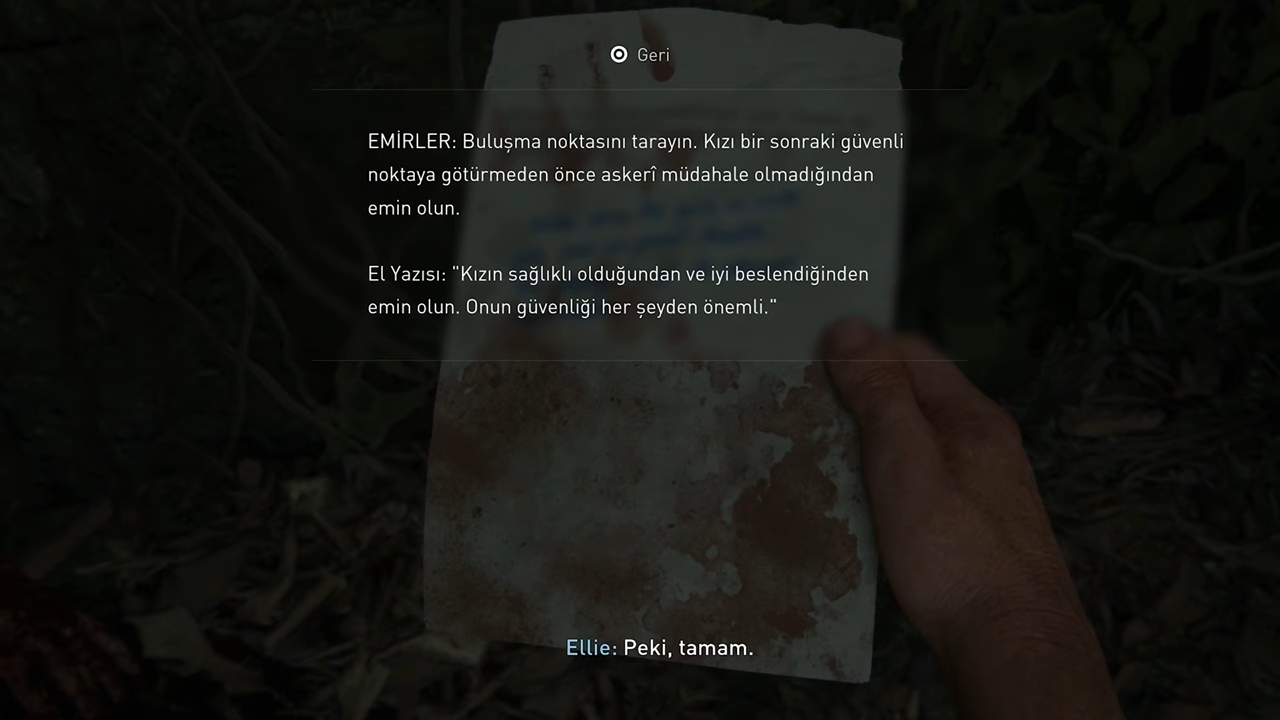 Geri
EMİRLER: Buluşma noktasını tarayın. Kızı bir sonraki güvenli
noktaya götürmeden önce askerî müdahale olmadığından
emin olun.
El Yazısı: "Kızın sağlıklı olduğundan ve iyi beslendiğinden
emin olun. Onun güvenliği her şeyden önemli."
Ellie: Peki, tamam.